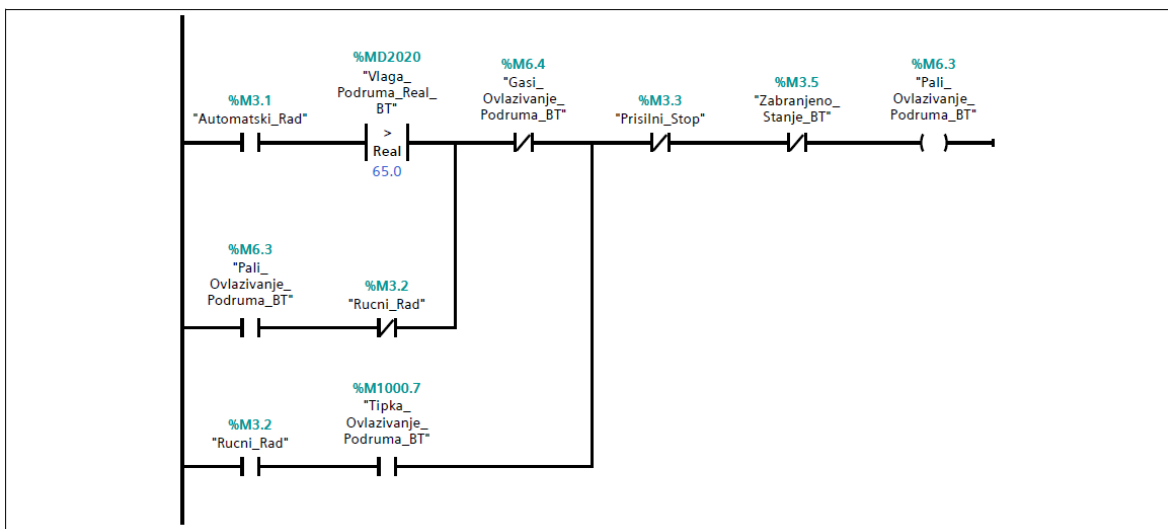 %MD2020
"Vlaga_
Podruma_Real_
BT"
%M3.1
"Automatski_Rad"
>
Real
65.0
%M6.4
"Gasi_
Ovlazivanje_
Podruma_BT"
%M3.3
"Prisilni_Stop"
%M3.5
"Zabranjeno_
Stanje_BT"
%M6.3
"Pali_
Ovlazivanje_
Podruma_BT"
%M6.3
"Pali_
Ovlazivanje_
Podruma_BT"
%M3.2
"Rucni_Rad"
%M3.2
"Rucni_Rad"
%M1000.7
"Tipka_
Ovlazivanje_
Podruma_BT"